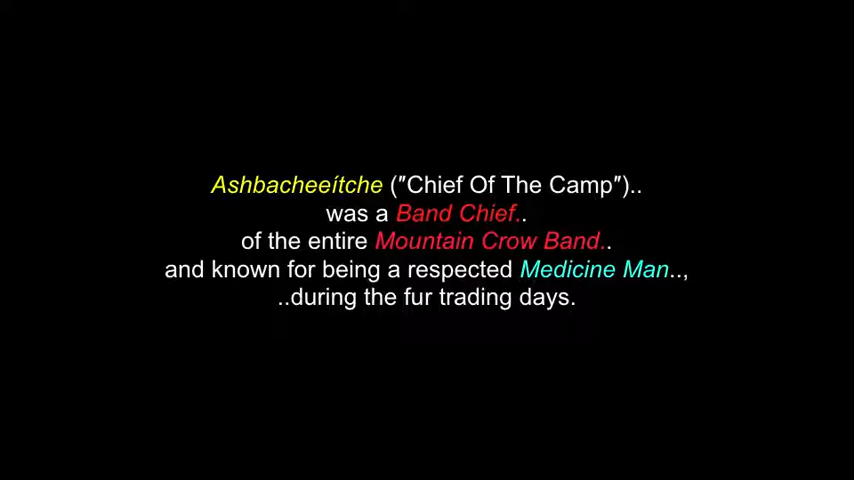 Ashbacheeítche ("Chief Of The Camp")..
was a Band Chief..
of the entire Mountain Crow Band..
and known for being a respected Medicine Man..,
..during the fur trading days.